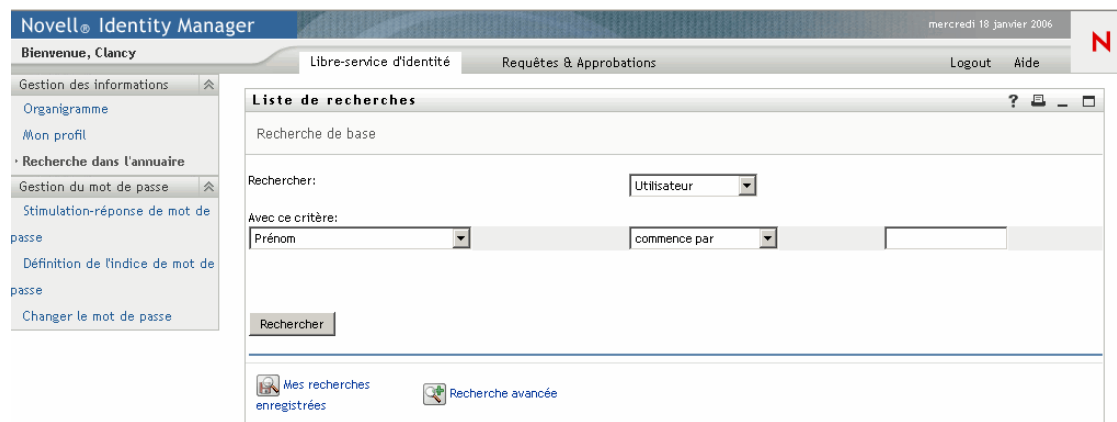 Novell® Identity Manager
mercredi 18 janvier 2006
N
Bienvenue, Clancy
Libre-service d'identité
Requêtes & Approbations
Logout
Aide
Gestion des informations
Organigramme
Mon profil
Recherche dans l'annuaire
Gestion du mot de passe
Stimulation-réponse de mot de
passe
Définition de l'indice de mot de
passe
Changer le mot de passe
Liste de recherches
?
Recherche de base
Rechercher:
Utilisateur
Avec ce critère:
Prénom
commence par
Rechercher
Mes recherches
enregistrées
Recherche avancée